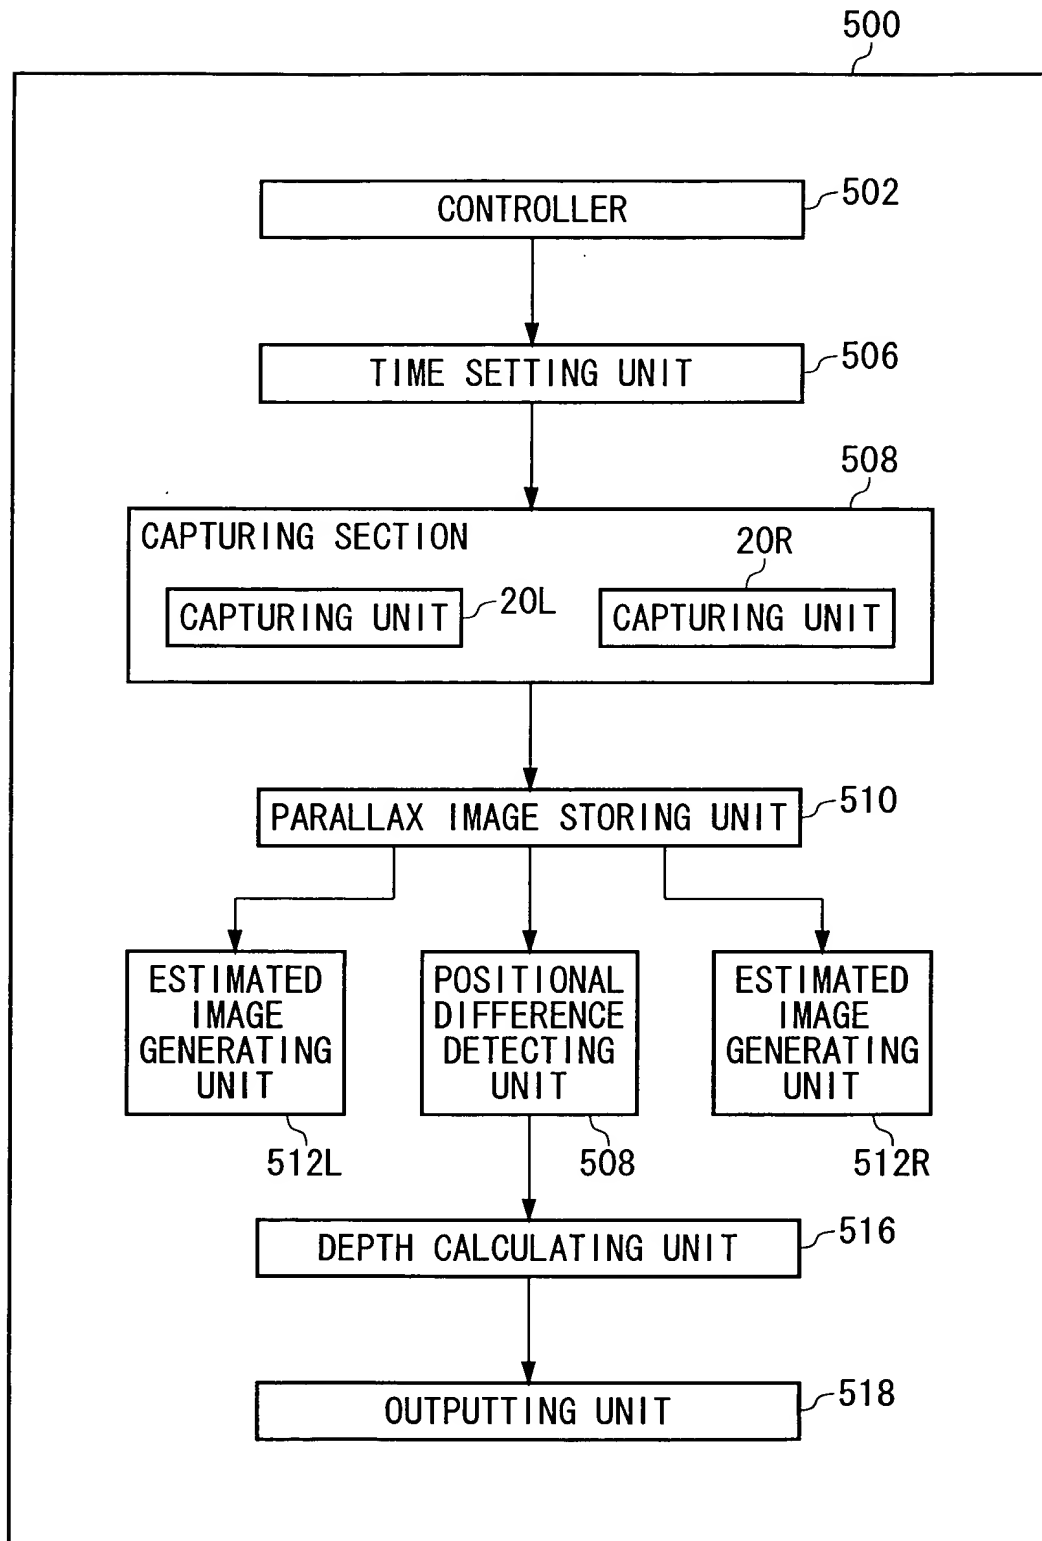 500
CONTROLLER
502
TIME SETTING UNIT
506
508
CAPTURING SECTION
20R
CAPTURING UNIT
20L
CAPTURING UNIT
PARALLAX IMAGE STORING UNIT
510
ESTIMATED
IMAGE
GENERATING
UNIT
512L
POSITIONAL
DIFFERENCE
DETECTING
UNIT
508
ESTIMATED
IMAGE
GENERATING
UNIT
512R
DEPTH CALCULATING UNIT
516
OUTPUTTING UNIT
518